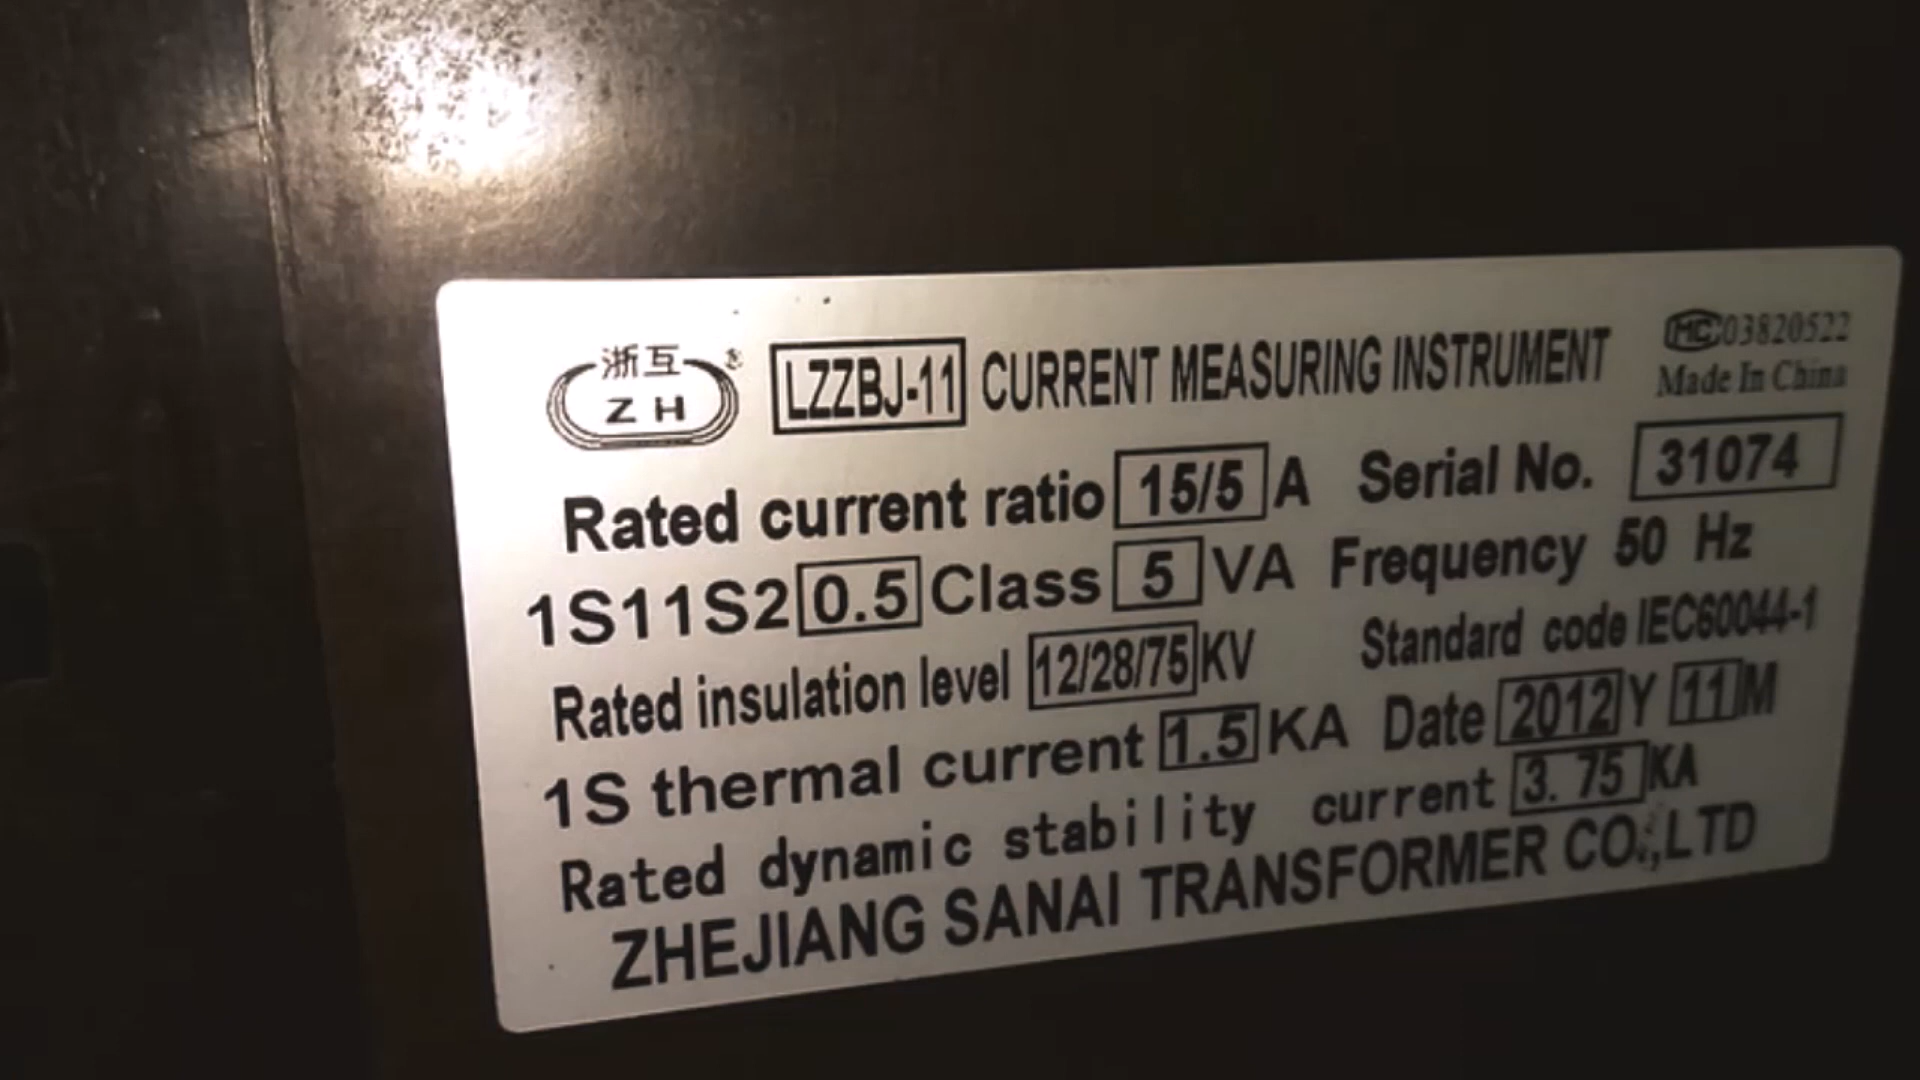 浙互
ZH
LZZBJ-11 CURRENT MEASURING INSTRUMENT
MC 03820522
Made In China
Rated current ratio 15/5 A Serial No. 31074
1S11S2 0.5 Class 5 VA Frequency 50 Hz
Rated insulation level 12/28/75 KV Standard code IEC60044-1
1S thermal current 1.5 KA Date 2012 Y 11 M
Rated dynamic stability current 3.75 KA
ZHEJIANG SANAI TRANSFORMER CO.,LTD